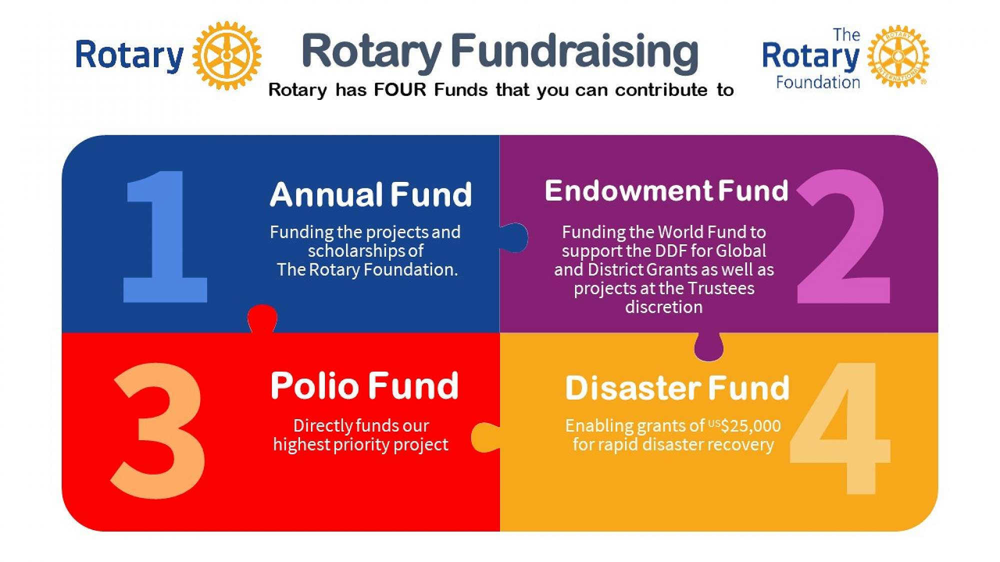 Rotary
Rotary Fundraising
Rotary has FOUR Funds that you can contribute to
The
Rotary
Foundation
ROTARY
INTERNATIONAL
®
1
Annual Fund
Funding the projects and
scholarships of
The Rotary Foundation.
2
Endowment Fund
Funding the World Fund to
support the DDF for Global
and District Grants as well as
projects at the Trustees
discretion
3
Polio Fund
Directly funds our
highest priority project
4
Disaster Fund
Enabling grants of US$25,000
for rapid disaster recovery